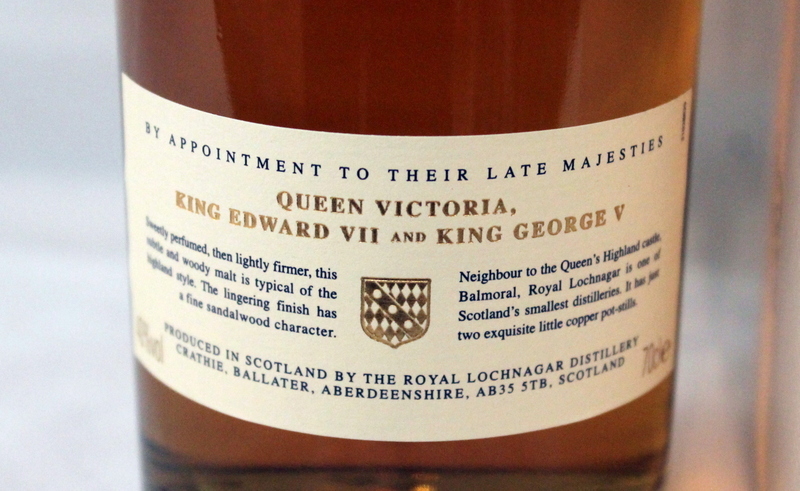 BY APPOINTMENT TO THEIR LATE MAJESTIES
QUEEN VICTORIA,
KING EDWARD VII AND KING GEORGE V
Sweetly perfumed, then lightly firmer, this
subtle and woody malt is typical of the
highland style. The lingering finish has
a fine sandalwood character.
Neighbour to the Queen's Highland castle,
Balmoral, Royal Lochnagar is one of
Scotland's smallest distilleries. It has just
two exquisite little copper pot-stills.
40%vol
PRODUCED IN SCOTLAND BY THE ROYAL LOCHNAGAR DISTILLERY
CRATHIE, BALLATER, ABERDEENSHIRE, AB35 5TB, SCOTLAND
70cl e